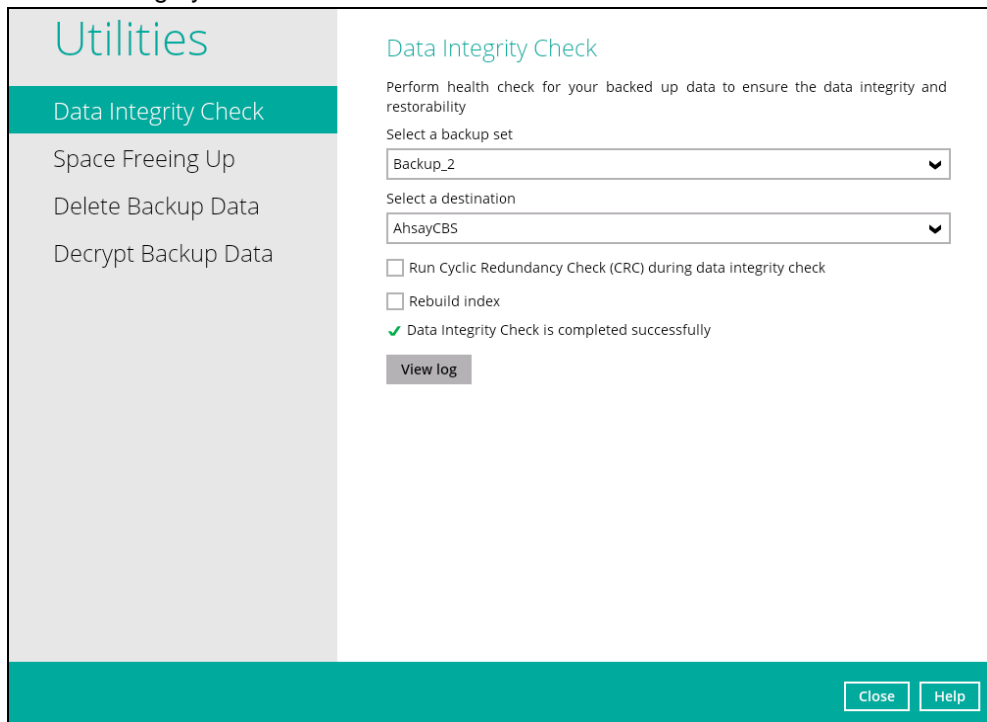 Utilities
Data Integrity Check
Space Freeing Up
Delete Backup Data
Decrypt Backup Data
Data Integrity Check
Perform health check for your backed up data to ensure the data integrity and
restorability
Select a backup set
Backup_2
Select a destination
AhsayCBS
Run Cyclic Redundancy Check (CRC) during data integrity check
Rebuild index
Data Integrity Check is completed successfully
View log
Close
Help